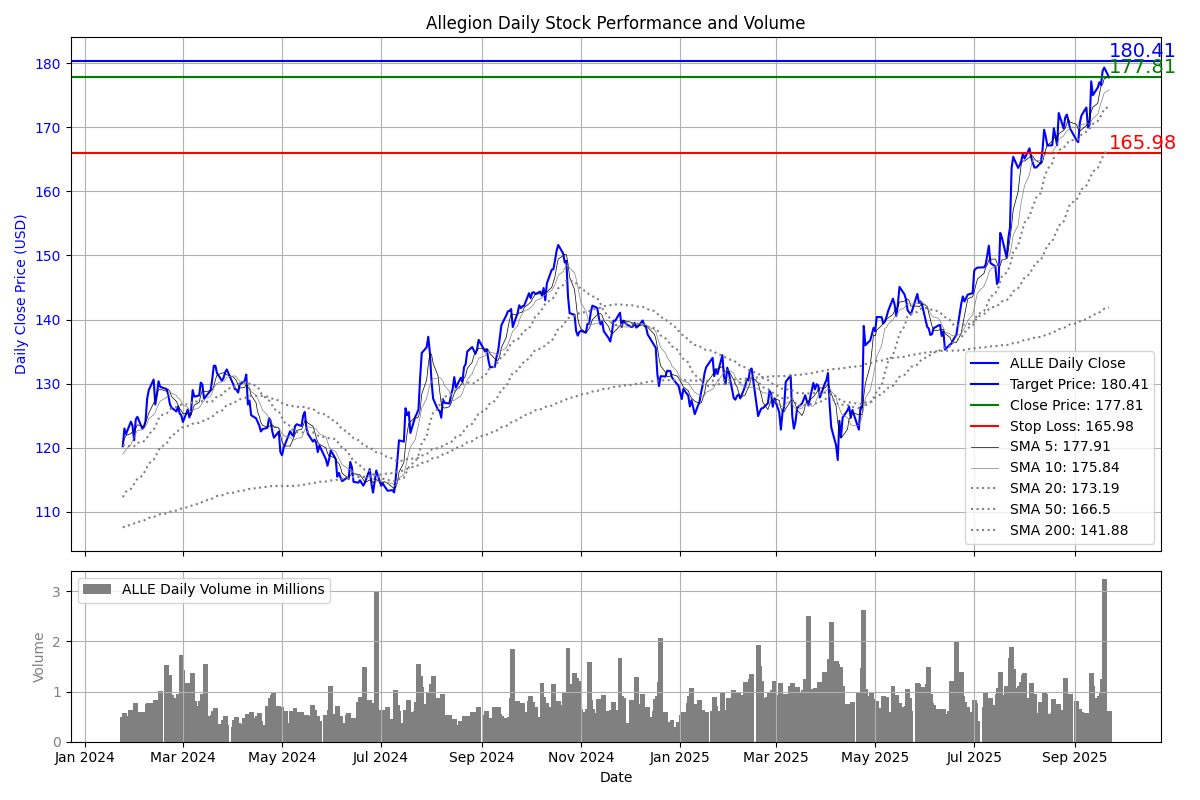 Allegion Daily Stock Performance and Volume
180.41
177.81
165.98
180
170
160
150
140
130
120
110
Daily Close Price (USD)
ALLE Daily Close
Target Price: 180.41
Close Price: 177.81
Stop Loss: 165.98
SMA 5: 177.91
SMA 10: 175.84
SMA 20: 173.19
SMA 50: 166.5
SMA 200: 141.88
ALLE Daily Volume in Millions
3
2
1
0
Volume
Jan 2024 Mar 2024 May 2024 Jul 2024 Sep 2024 Nov 2024 Jan 2025 Mar 2025 May 2025 Jul 2025 Sep 2025
Date